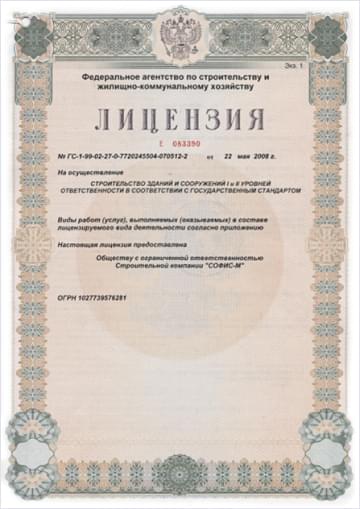 Экз. 1
Федеральное агентство по строительству и
жилищно-коммунальному хозяйству
ЛИЦЕНЗИЯ
Е 083390
№ ГС-1-99-02-27-0-7720245504-070512-2 от 22 мая 2008 г.
На осуществление
СТРОИТЕЛЬСТВО ЗДАНИЙ И СООРУЖЕНИЙ I и II УРОВНЕЙ
ОТВЕТСТВЕННОСТИ В СООТВЕТСТВИИ С ГОСУДАРСТВЕННЫМ СТАНДАРТОМ
Виды работ (услуг), выполняемых (оказываемых) в составе
лицензируемого вида деятельности согласно приложению
Настоящая лицензия предоставлена
Обществу с ограниченной ответственностью
Строительной компании "СОФИС-М"
ОГРН 1027739576281